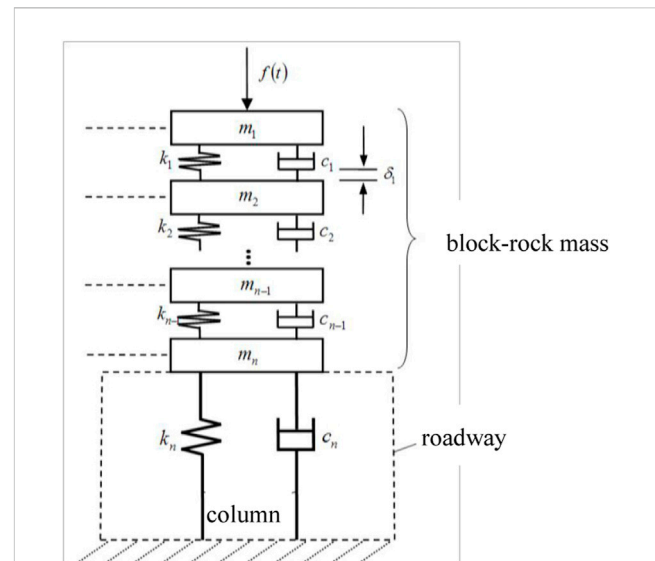 f(t)
m₁
k₁
c₁
δ₁
m₂
k₂
c₂
block-rock mass
mₙ₋₁
kₙ₋
cₙ₋₁
mₙ
kₙ
cₙ
roadway
column